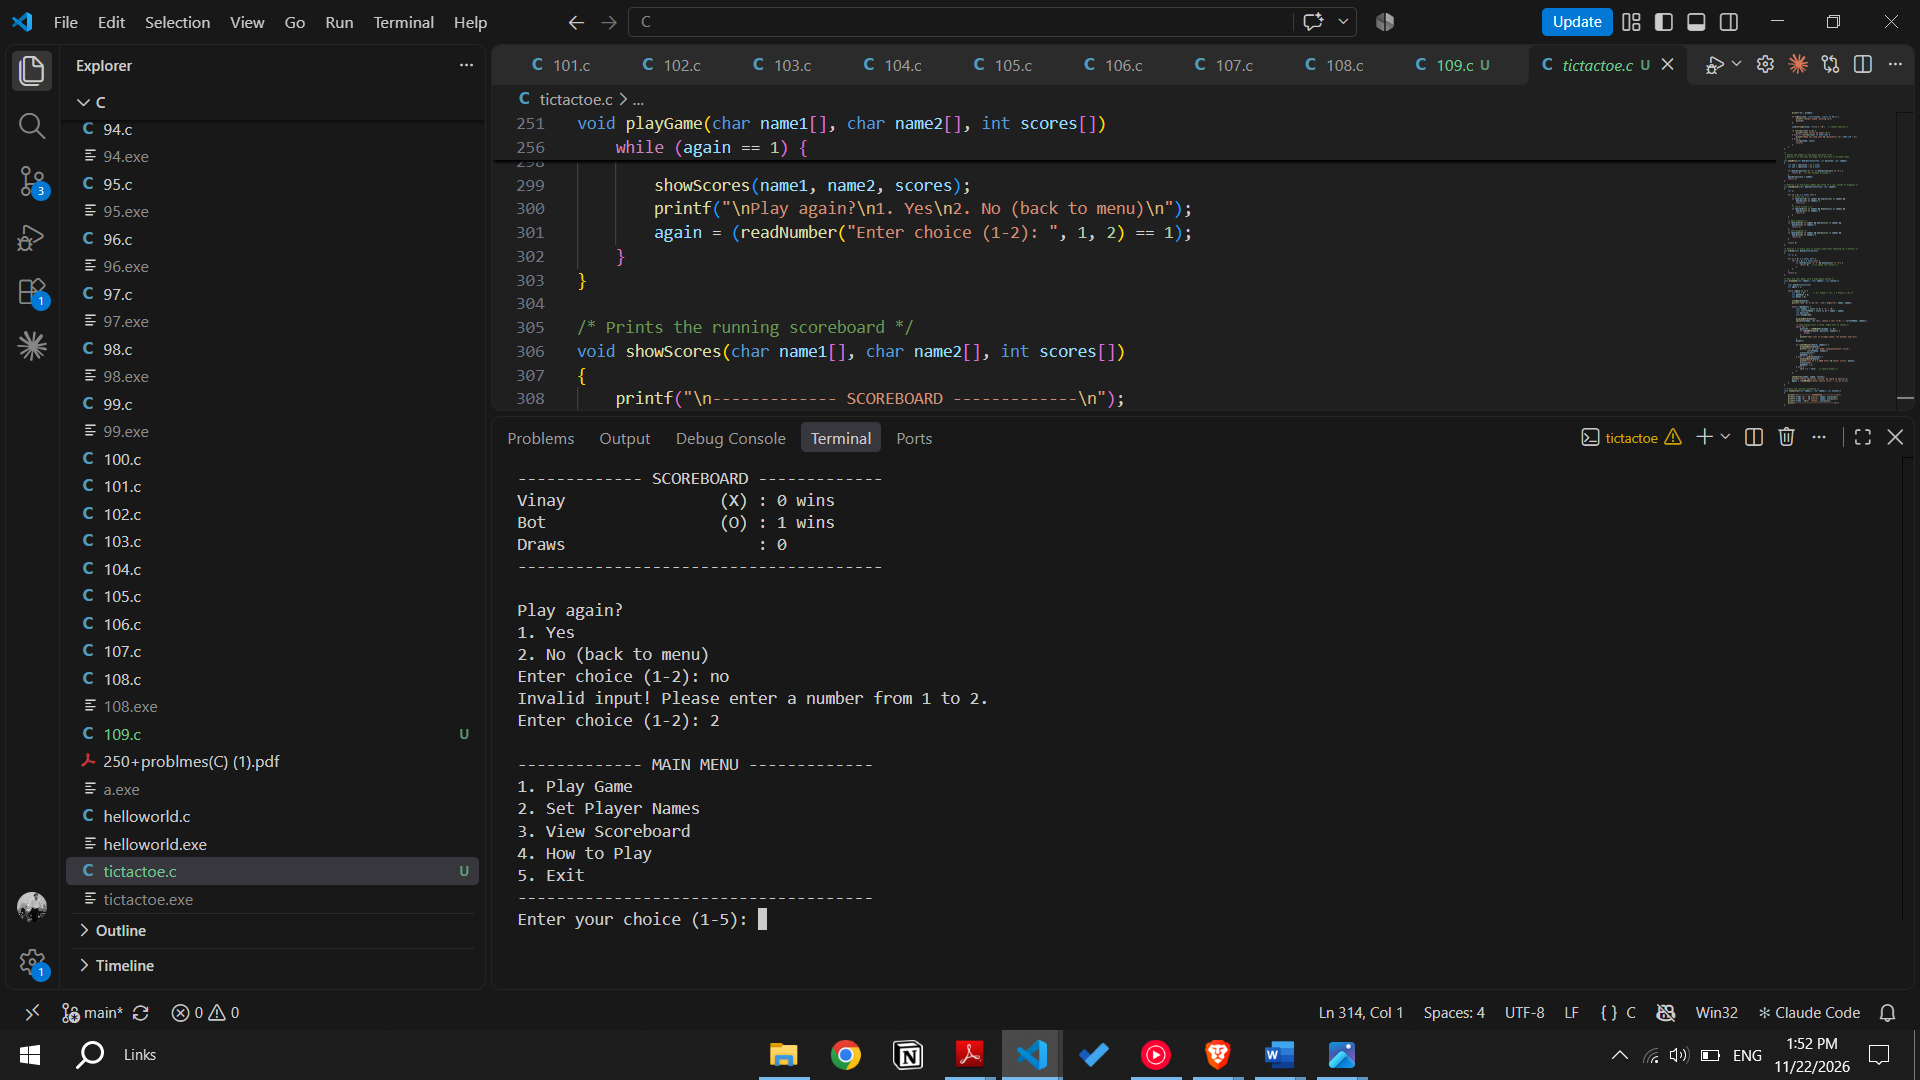 File Edit Selection View Go Run Terminal Help
C
Update
Explorer
C
94.c
94.exe
95.c
95.exe
96.c
96.exe
97.c
97.exe
98.c
98.exe
99.c
99.exe
100.c
101.c
102.c
103.c
104.c
105.c
106.c
107.c
108.c
108.exe
109.c U
250+problmes(C) (1).pdf
a.exe
helloworld.c
helloworld.exe
tictactoe.c U
tictactoe.exe
Outline
Timeline
3
1
1
C 101.c C 102.c C 103.c C 104.c C 105.c C 106.c C 107.c C 108.c C 109.c U C tictactoe.c U
C tictactoe.c > ...
251 void playGame(char name1[], char name2[], int scores[])
256 while (again == 1) {
298
299 showScores(name1, name2, scores);
300 printf("\nPlay again?\n1. Yes\n2. No (back to menu)\n");
301 again = (readNumber("Enter choice (1-2): ", 1, 2) == 1);
302 }
303 }
304
305 /* Prints the running scoreboard */
306 void showScores(char name1[], char name2[], int scores[])
307 {
308 printf("\n------------- SCOREBOARD -------------\n");
Problems Output Debug Console Terminal Ports
tictactoe
------------- SCOREBOARD -------------
Vinay (X) : 0 wins
Bot (O) : 1 wins
Draws : 0
--------------------------------------
Play again?
1. Yes
2. No (back to menu)
Enter choice (1-2): no
Invalid input! Please enter a number from 1 to 2.
Enter choice (1-2): 2
------------- MAIN MENU -------------
1. Play Game
2. Set Player Names
3. View Scoreboard
4. How to Play
5. Exit
-------------------------------------
Enter your choice (1-5):
main* 0 0
Ln 314, Col 1 Spaces: 4 UTF-8 LF { } C Win32 Claude Code
Links
ENG
1:52 PM
11/22/2026